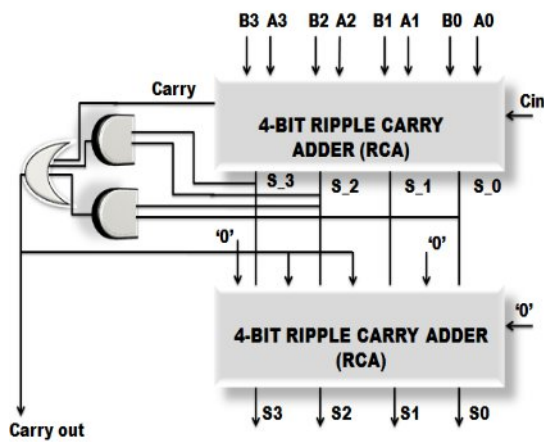 B3 A3 B2 A2 B1 A1 B0 A0
Carry
Cin
4-BIT RIPPLE CARRY
ADDER (RCA)
S_3 S_2 S_1 S_0
'0' '0'
4-BIT RIPPLE CARRY ADDER
(RCA)
'0'
S3 S2 S1 S0
Carry out